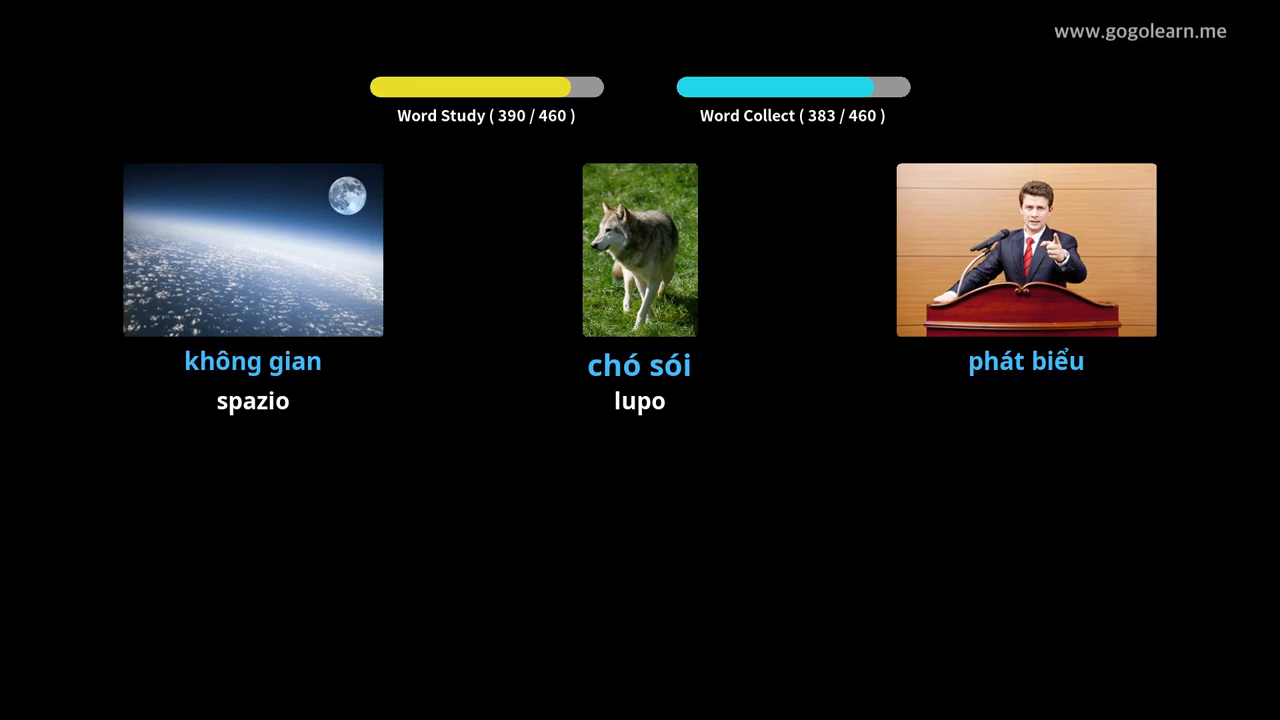 www.gogolearn.me
Word Study ( 390 / 460 )
Word Collect ( 383 / 460 )
không gian
spazio
chó sói
lupo
phát biểu